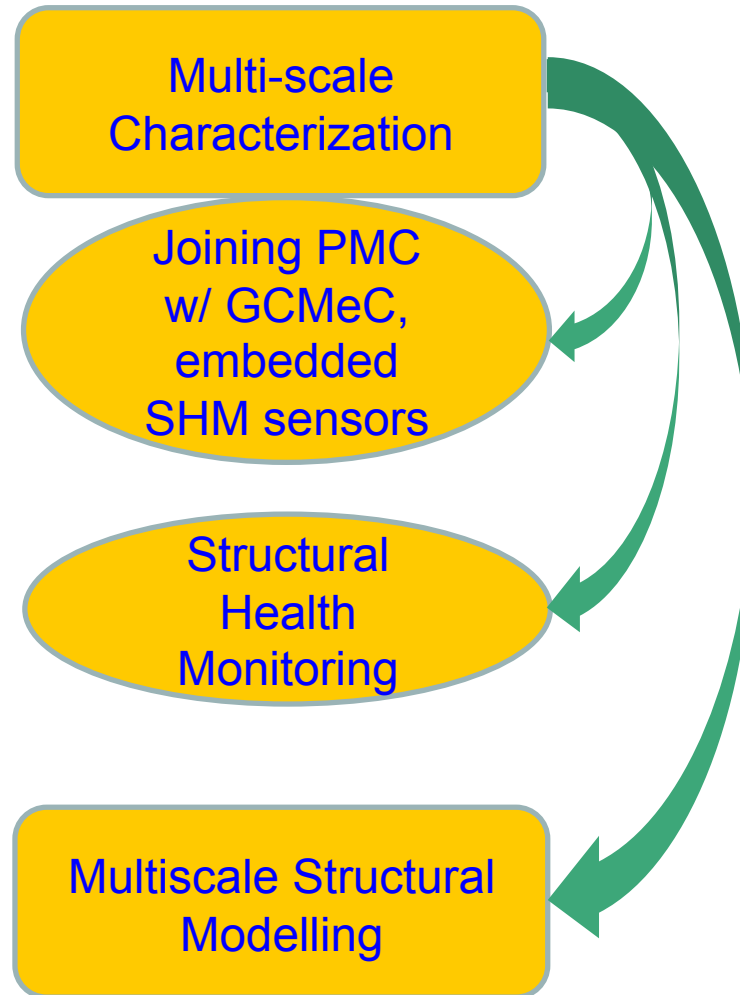 Multi-scale
Characterization
Joining PMC
w/ GCMeC,
embedded
SHM sensors
Structural
Health
Monitoring
Multiscale Structural
Modelling